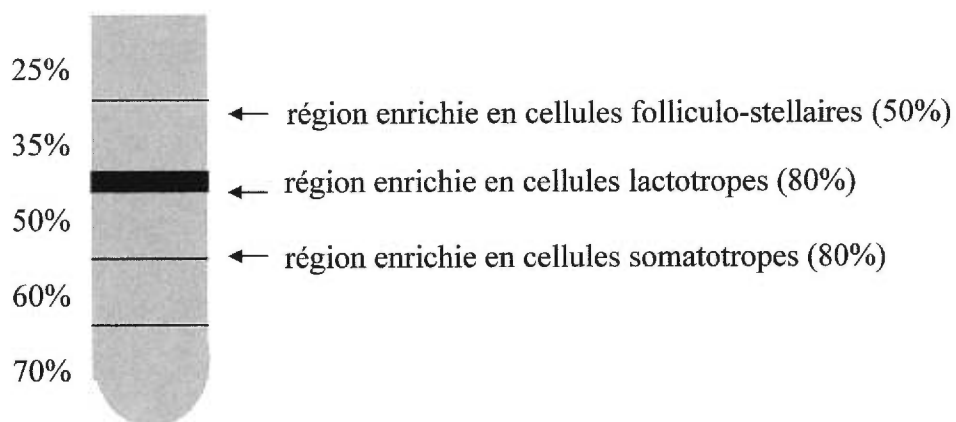 25%
région enrichie en cellules folliculo-stellaires (50%)
35%
région enrichie en cellules lactotropes (80%)
50%
région enrichie en cellules somatotropes (80%)
60%
70%